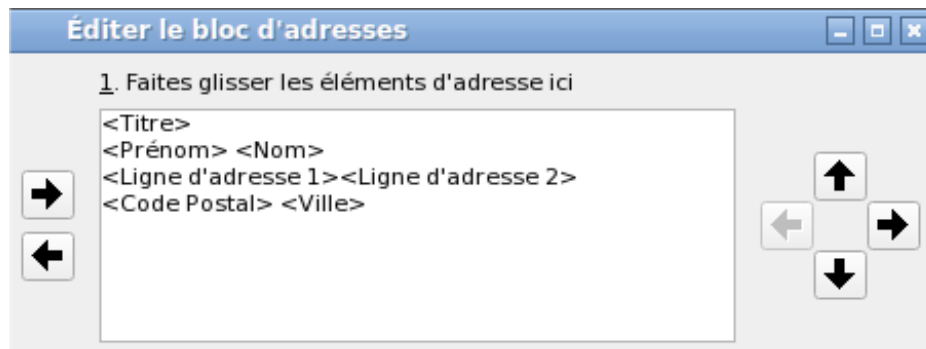 Éditer le bloc d'adresses
1. Faites glisser les éléments d'adresse ici
<Titre>
<Prénom> <Nom>
<Ligne d'adresse 1><Ligne d'adresse 2>
<Code Postal> <Ville>